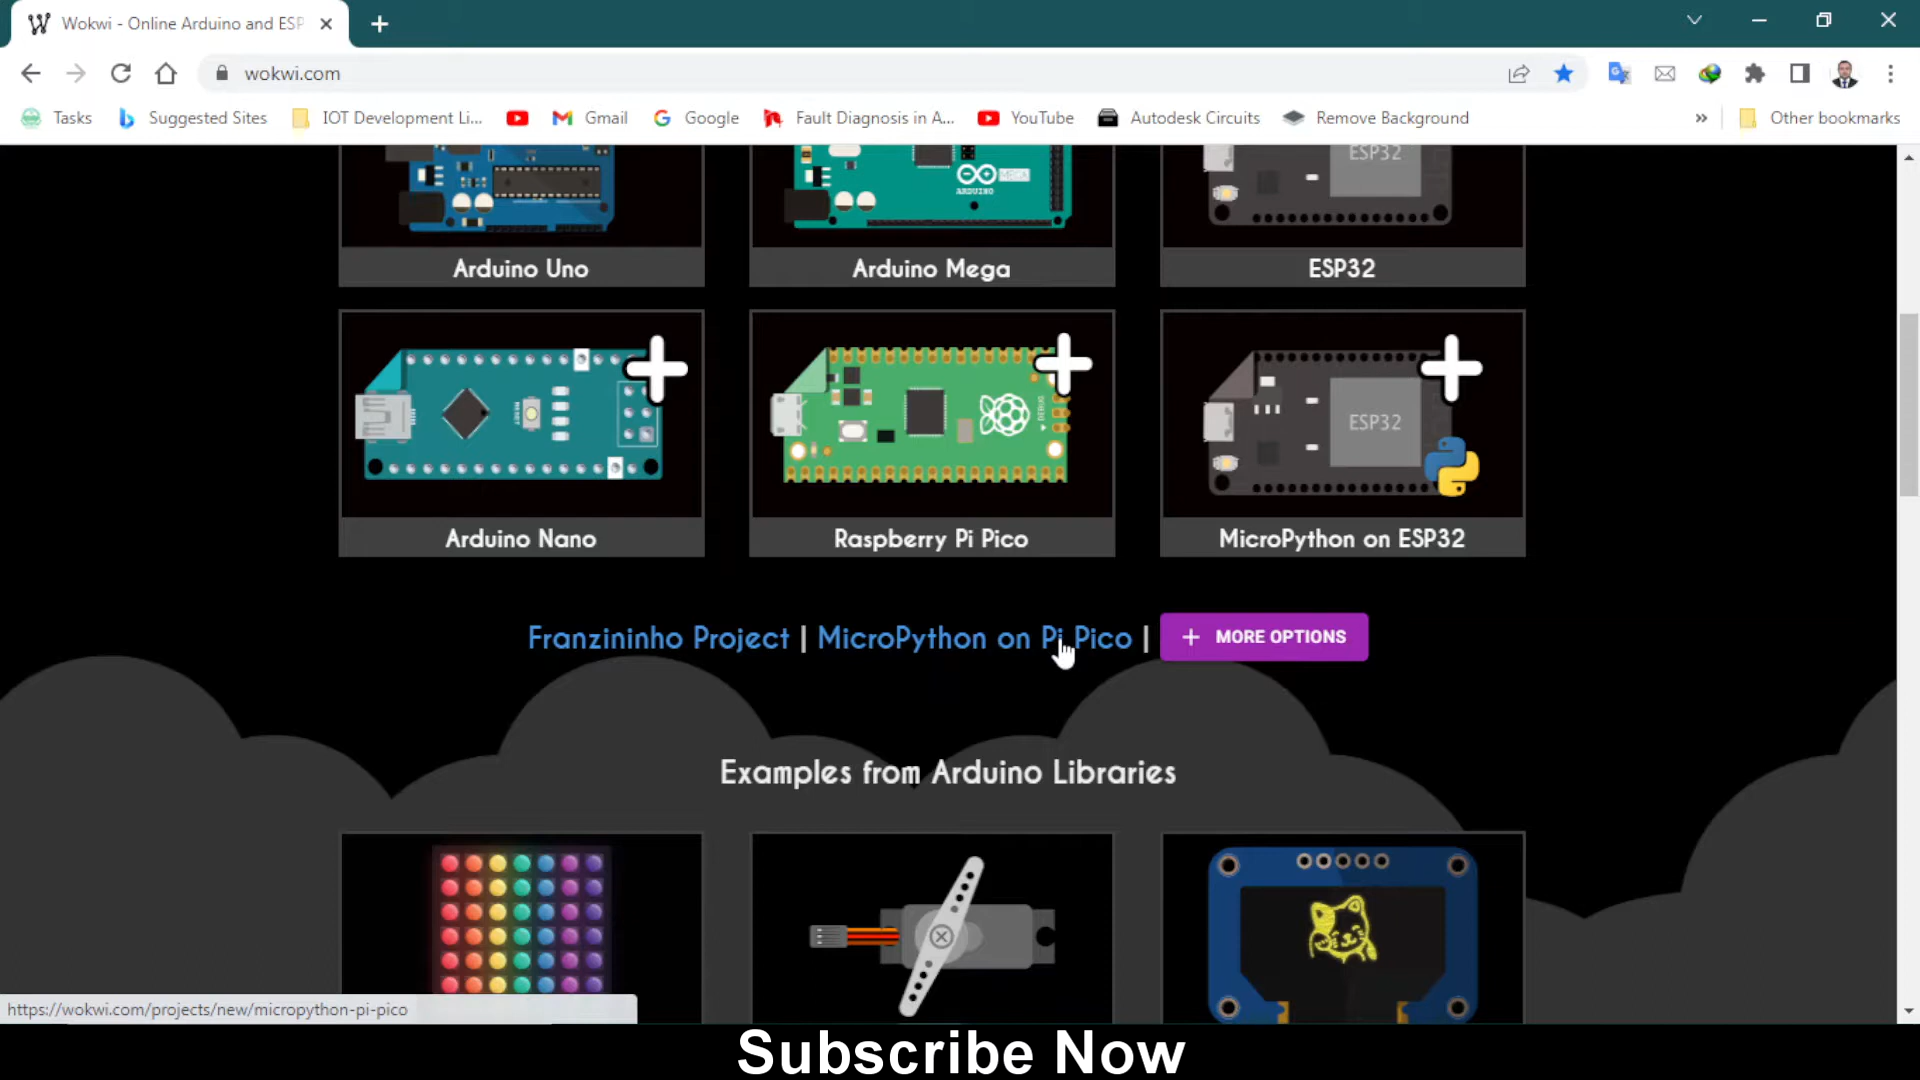 Wokwi - Online Arduino and ESP
wokwi.com
Tasks
Suggested Sites
IOT Development Li...
Gmail
Google
Fault Diagnosis in A...
YouTube
Autodesk Circuits
Remove Background
»
Other bookmarks
ARDUINO
MEGA
ESP32
Arduino Uno
Arduino Mega
ESP32
DEBUG
ESP32
Arduino Nano
Raspberry Pi Pico
MicroPython on ESP32
Franzininho Project | MicroPython on Pi Pico | + MORE OPTIONS
Examples from Arduino Libraries
https://wokwi.com/projects/new/micropython-pi-pico
Subscribe Now